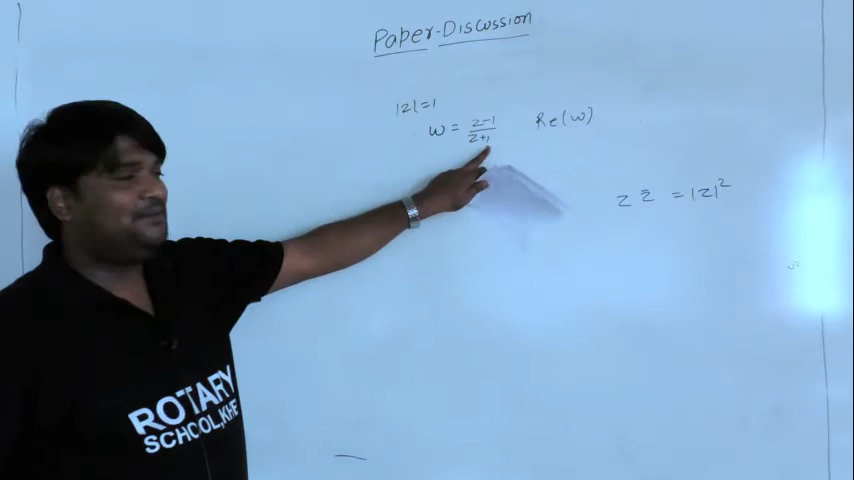 Paper-Discussion
|z|=1
w = z-1/z+1 Re(w)
z z̄ = |z|²
ROTARY
SCHOOL, KHE